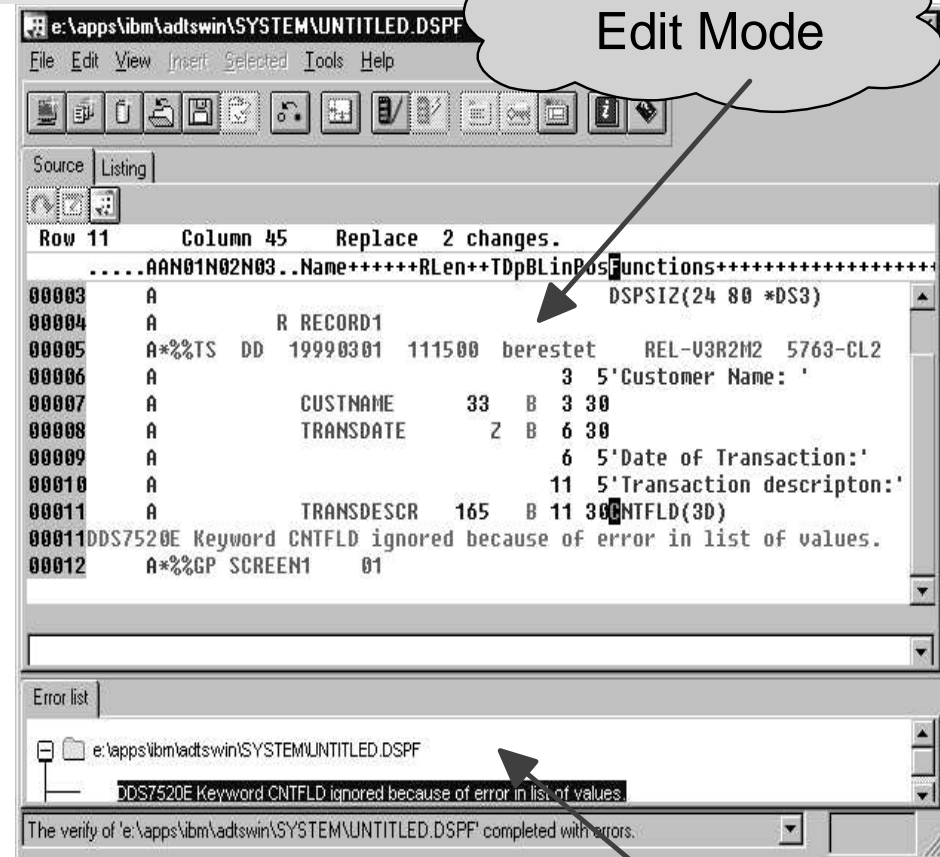 e:\apps\ibm\adtswin\SYSTEM\UNTITLED.DSPF
Edit Mode
File Edit View Insert Selected Tools Help
Source Listing
Row 11 Column 45 Replace 2 changes.
.....AAN01N02N03..Name++++++RLen++TDpBLinPosFunctions+++++++++++++++++++
00003 A DSPSIZ(24 80 *DS3)
00004 A R RECORD1
00005 A*%%TS DD 19990301 111500 berestet REL-V3R2M2 5763-CL2
00006 A 3 5'Customer Name: '
00007 A CUSTNAME 33 B 3 30
00008 A TRANSDATE Z B 6 30
00009 A 6 5'Date of Transaction:'
00010 A 11 5'Transaction descripton:'
00011 A TRANSDESCR 165 B 11 30CNTFLD(3D)
00011DDS7520E Keyword CNTFLD ignored because of error in list of values.
00012 A*%%GP SCREEN1 01
Error list
e:\apps\ibm\adtswin\SYSTEM\UNTITLED.DSPF
DDS7520E Keyword CNTFLD ignored because of error in list of values.
The verify of 'e:\apps\ibm\adtswin\SYSTEM\UNTITLED.DSPF' completed with errors.